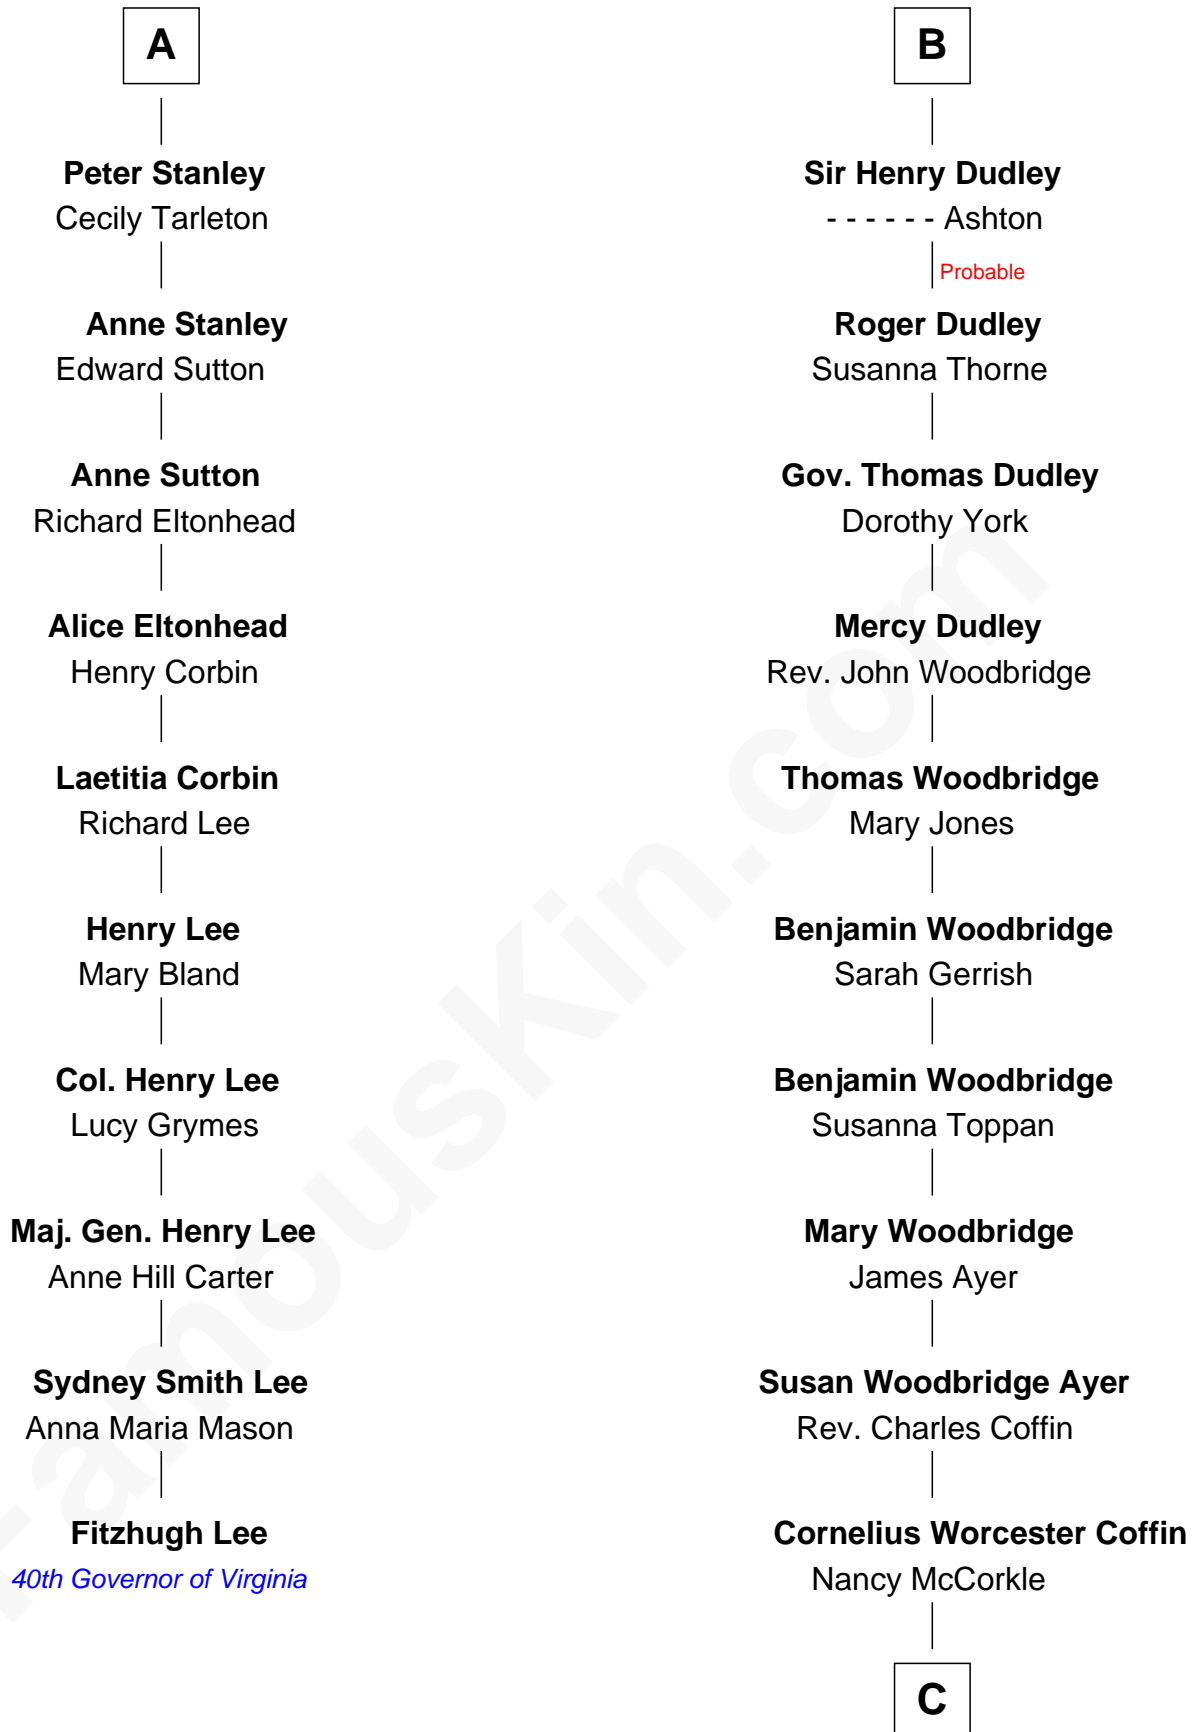 A
Peter Stanley
Cecily Tarleton
Anne Stanley
Edward Sutton
Anne Sutton
Richard Eltonhead
Alice Eltonhead
Henry Corbin
Laetitia Corbin
Richard Lee
Henry Lee
Mary Bland
Col. Henry Lee
Lucy Grymes
Maj. Gen. Henry Lee
Anne Hill Carter
Sydney Smith Lee
Anna Maria Mason
Fitzhugh Lee
40th Governor of Virginia
B
Sir Henry Dudley
- - - - - - Ashton
Probable
Roger Dudley
Susanna Thorne
Gov. Thomas Dudley
Dorothy York
Mercy Dudley
Rev. John Woodbridge
Thomas Woodbridge
Mary Jones
Benjamin Woodbridge
Sarah Gerrish
Benjamin Woodbridge
Susanna Toppan
Mary Woodbridge
James Ayer
Susan Woodbridge Ayer
Rev. Charles Coffin
Cornelius Worcester Coffin
Nancy McCorkle
C
FamousKin.com